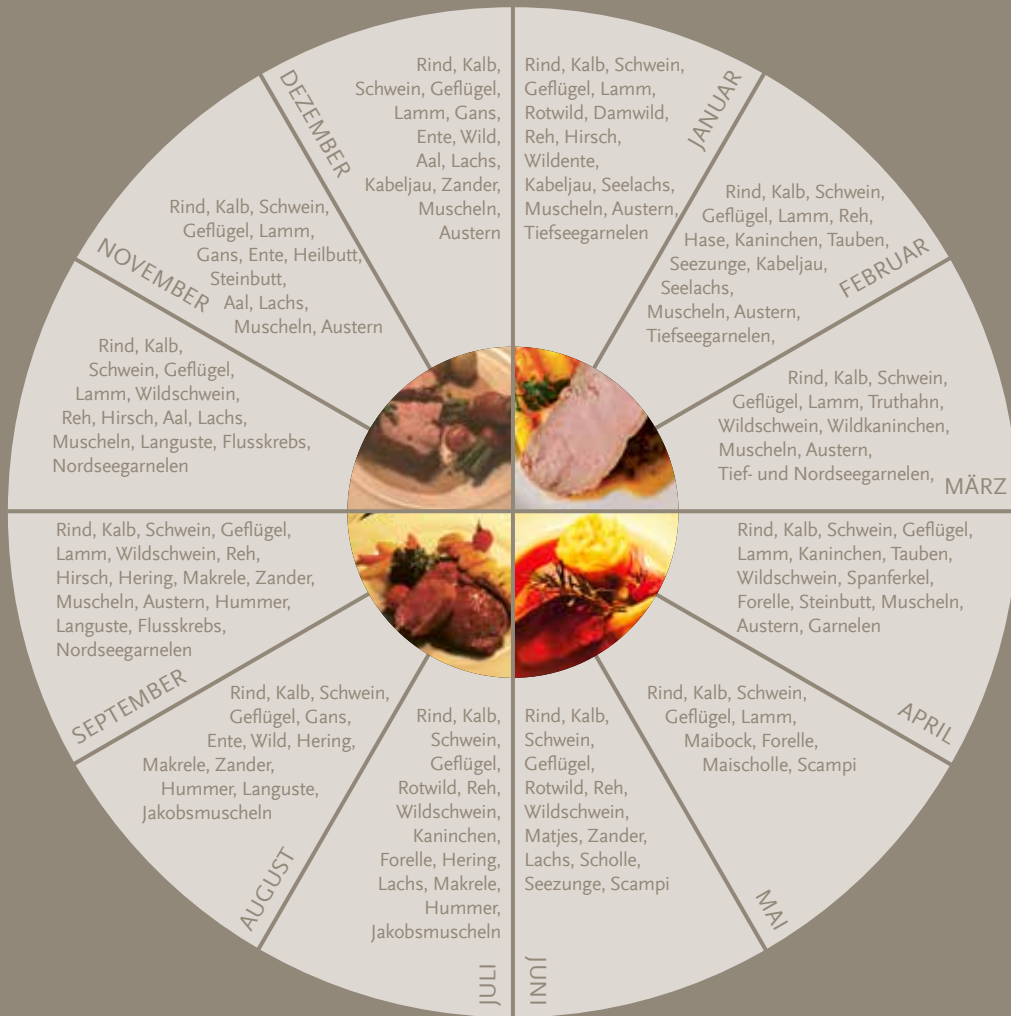 JANUAR
Rind, Kalb, Schwein,
Geflügel, Lamm,
Rotwild, Damwild,
Reh, Hirsch,
Wildente,
Kabeljau, Seelachs,
Muscheln, Austern,
Tiefseegarnelen
FEBRUAR
Rind, Kalb, Schwein,
Geflügel, Lamm, Reh,
Hase, Kaninchen, Tauben,
Seezunge, Kabeljau,
Seelachs,
Muscheln, Austern,
Tiefseegarnelen,
MÄRZ
Rind, Kalb, Schwein,
Geflügel, Lamm, Truthahn,
Wildschwein, Wildkaninchen,
Muscheln, Austern,
Tief- und Nordseegarnelen,
APRIL
Rind, Kalb, Schwein, Geflügel,
Lamm, Kaninchen, Tauben,
Wildschwein, Spanferkel,
Forelle, Steinbutt, Muscheln,
Austern, Garnelen
MAI
Rind, Kalb, Schwein,
Geflügel, Lamm,
Maibock, Forelle,
Maischolle, Scampi
JUNI
Rind, Kalb,
Schwein,
Geflügel,
Rotwild, Reh,
Wildschwein,
Matjes, Zander,
Lachs, Scholle,
Seezunge, Scampi
JULI
Rind, Kalb,
Schwein,
Geflügel,
Rotwild, Reh,
Wildschwein,
Kaninchen,
Forelle, Hering,
Lachs, Makrele,
Hummer,
Jakobsmuscheln
AUGUST
Rind, Kalb, Schwein,
Geflügel, Gans,
Ente, Wild, Hering,
Makrele, Zander,
Hummer, Languste,
Jakobsmuscheln
SEPTEMBER
Rind, Kalb, Schwein, Geflügel,
Lamm, Wildschwein, Reh,
Hirsch, Hering, Makrele, Zander,
Muscheln, Austern, Hummer,
Languste, Flusskrebs,
Nordseegarnelen
Rind, Kalb,
Schwein, Geflügel,
Lamm, Wildschwein,
Reh, Hirsch, Aal, Lachs,
Muscheln, Languste, Flusskrebs,
Nordseegarnelen
NOVEMBER
Rind, Kalb, Schwein,
Geflügel, Lamm,
Gans, Ente, Heilbutt,
Steinbutt,
Aal, Lachs,
Muscheln, Austern
DEZEMBER
Rind, Kalb,
Schwein, Geflügel,
Lamm, Gans,
Ente, Wild,
Aal, Lachs,
Kabeljau, Zander,
Muscheln,
Austern